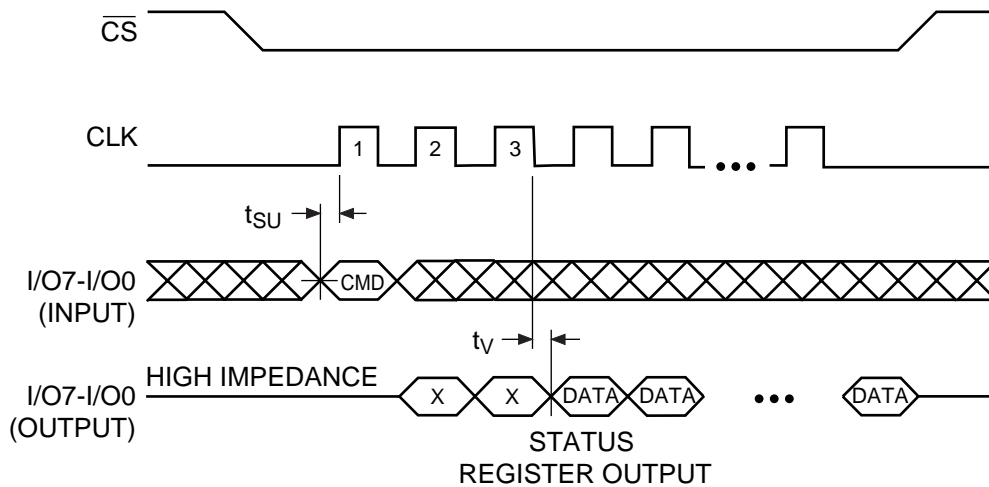 CS
CLK
1 2 3
•••
tSU
I/O7-I/O0
(INPUT)
CMD
tV
HIGH IMPEDANCE
I/O7-I/O0
(OUTPUT)
X X DATA DATA ••• DATA
STATUS
REGISTER OUTPUT